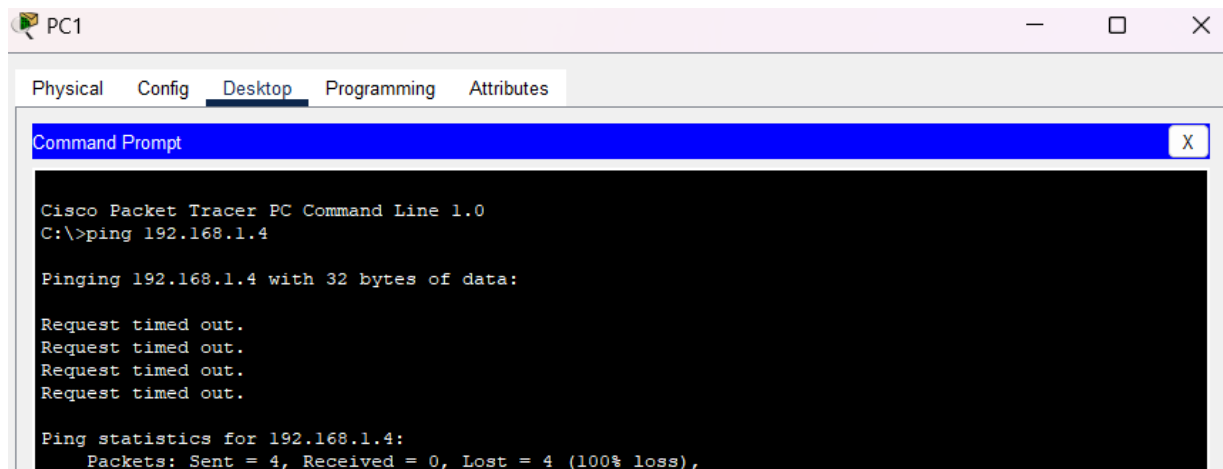 PC1
Physical Config Desktop Programming Attributes
Command Prompt X
Cisco Packet Tracer PC Command Line 1.0
C:\>ping 192.168.1.4
Pinging 192.168.1.4 with 32 bytes of data:
Request timed out.
Request timed out.
Request timed out.
Request timed out.
Ping statistics for 192.168.1.4:
Packets: Sent = 4, Received = 0, Lost = 4 (100% loss),